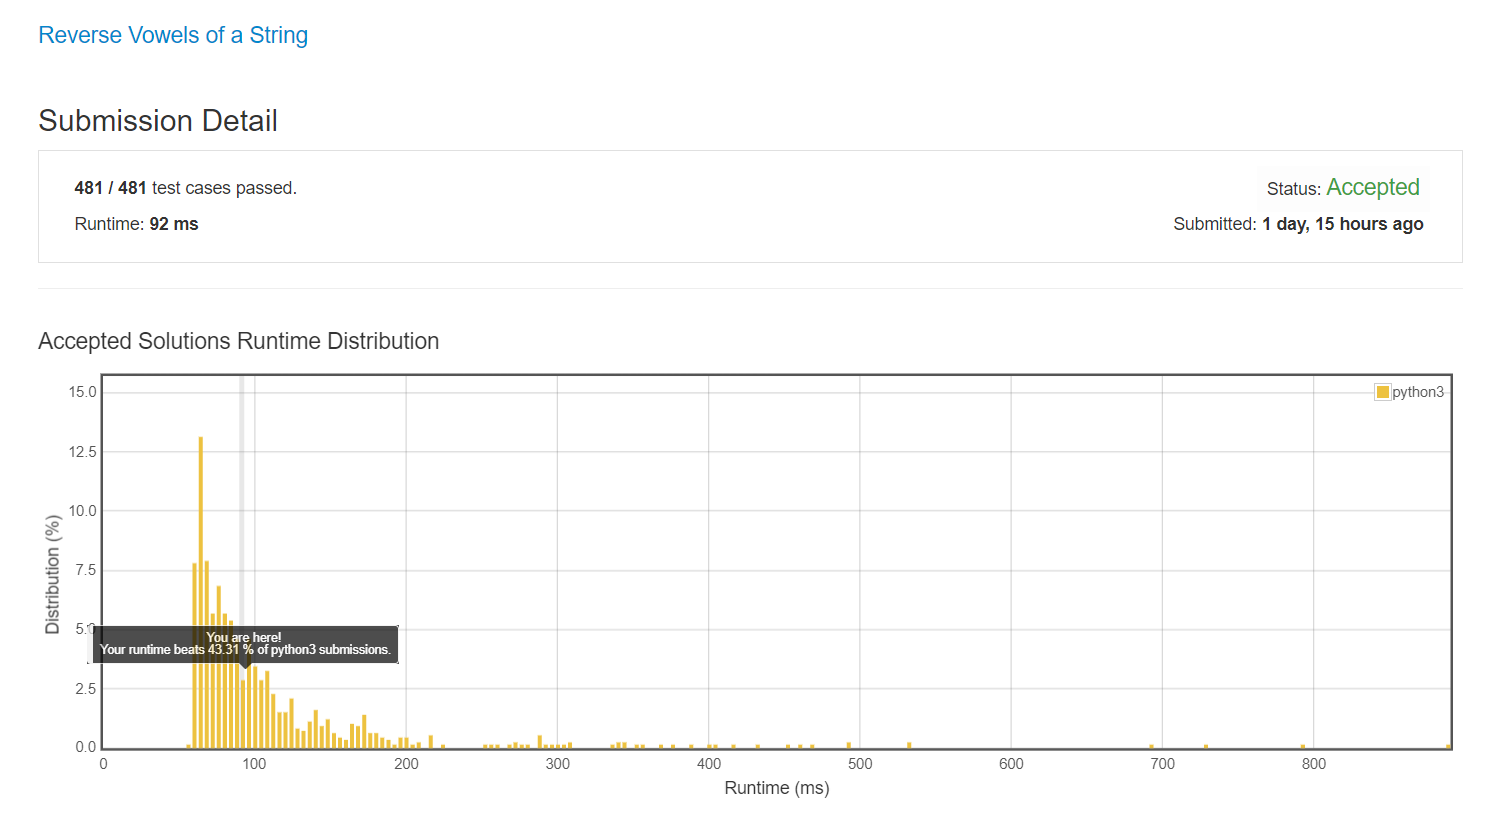 Reverse Vowels of a String
Submission Detail
481 / 481 test cases passed.
Status: Accepted
Runtime: 92 ms
Submitted: 1 day, 15 hours ago
Accepted Solutions Runtime Distribution
15.0
12.5
10.0
7.5
5.0
2.5
0.0
Distribution (%)
python3
You are here!
Your runtime beats 43.31 % of python3 submissions.
0 100 200 300 400 500 600 700 800
Runtime (ms)